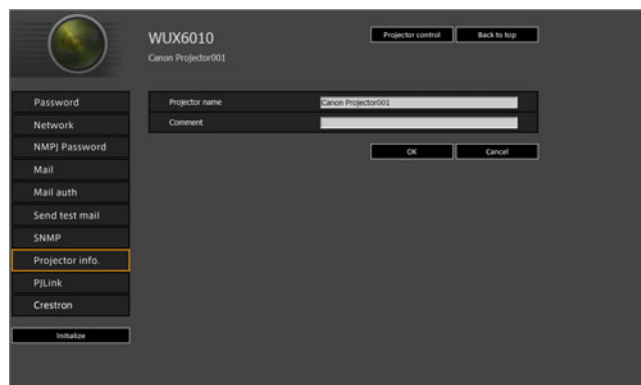 WUX6010
Canon Projector001
Projector control
Back to top
Password
Network
NMPJ Password
Mail
Mail auth
Send test mail
SNMP
Projector info.
PJLink
Crestron
Initialize
Projector name
Canon Projector001
Comment
OK
Cancel